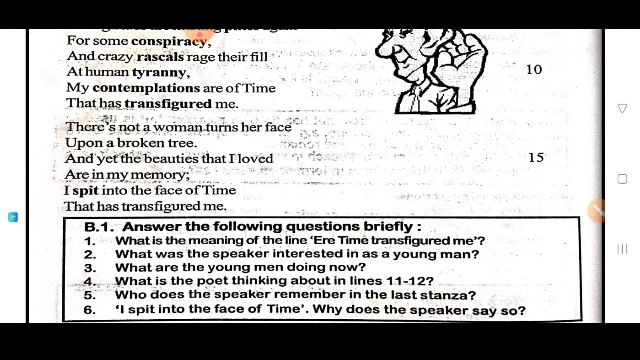 For some conspiracy,
And crazy rascals rage their fill
At human tyranny, 10
My contemplations are of Time
That has transfigured me.
There's not a woman turns her face
Upon a broken tree.
And yet the beauties that I loved 15
Are in my memory;
I spit into the face of Time
That has transfigured me.
B.1. Answer the following questions briefly :
1. What is the meaning of the line 'Ere Time transfigured me'?
2. What was the speaker interested in as a young man?
3. What are the young men doing now?
4. What is the poet thinking about in lines 11-12?
5. Who does the speaker remember in the last stanza?
6. 'I spit into the face of Time'. Why does the speaker say so?